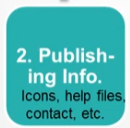 2. Publish-
ing Info.
Icons, help files,
contact, etc.